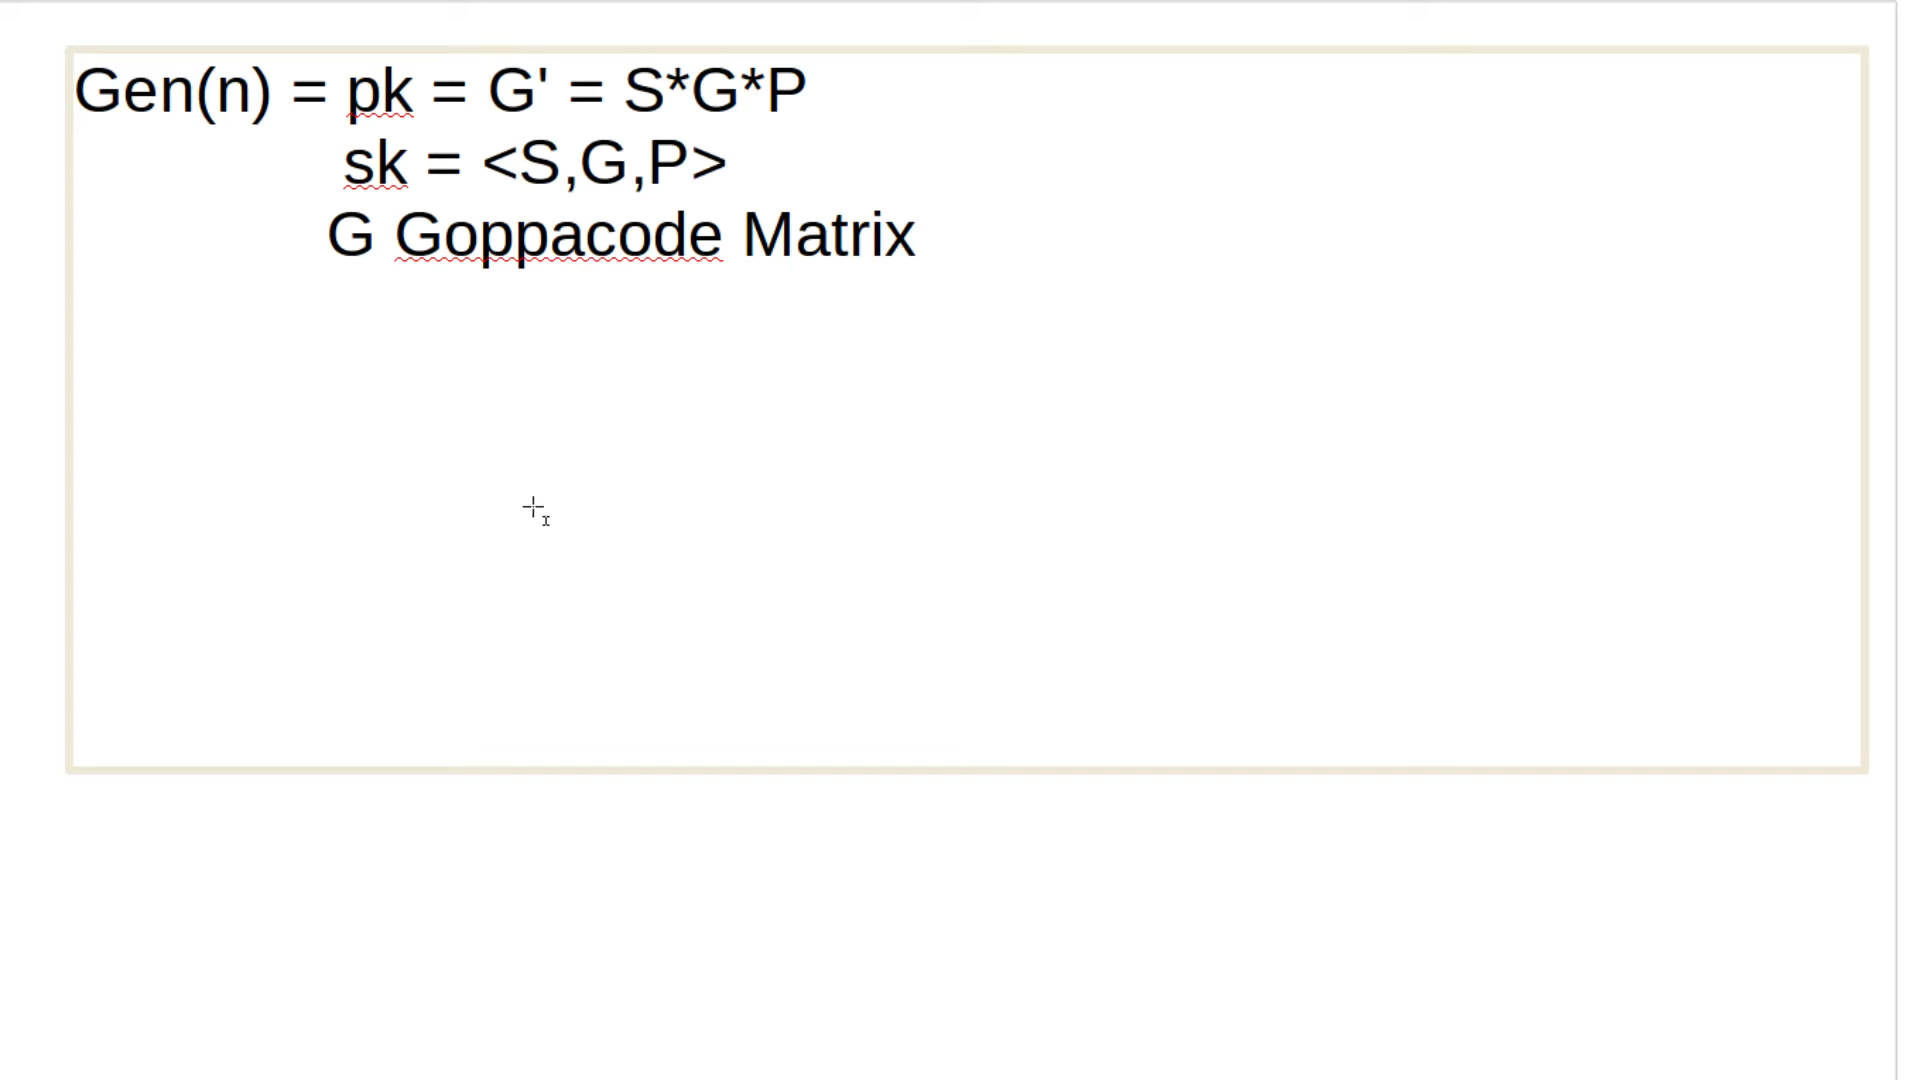 Gen(n) = pk = G' = S*G*P
sk = <S,G,P>
G Goppacode Matrix